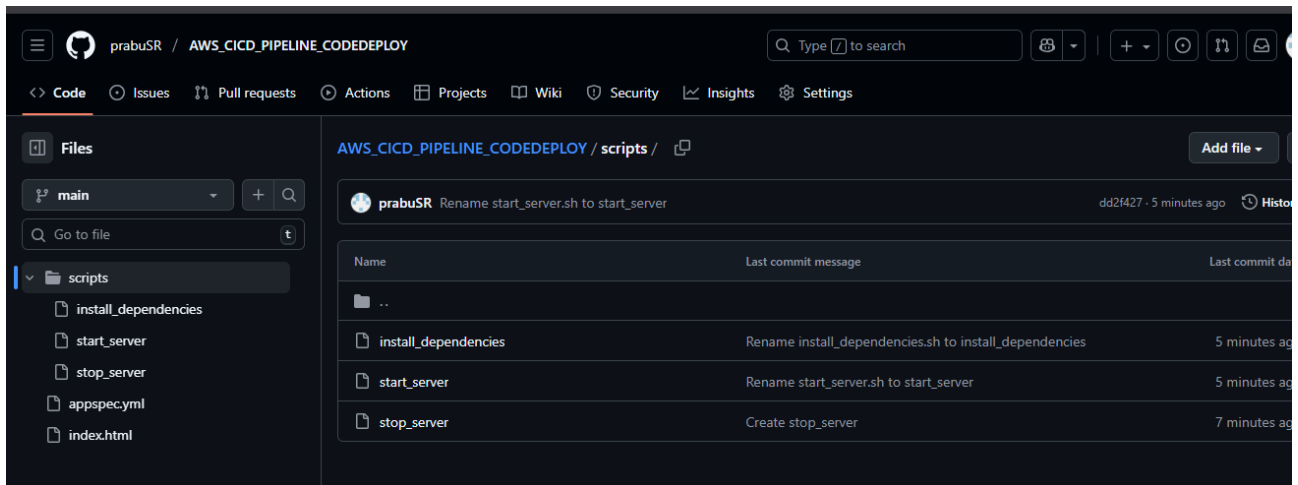 prabuSR / AWS_CICD_PIPELINE_CODEDEPLOY Type / to search
Code Issues Pull requests Actions Projects Wiki Security Insights Settings
Files
main
Go to file t
scripts
install_dependencies
start_server
stop_server
appspec.yml
index.html
AWS_CICD_PIPELINE_CODEDEPLOY / scripts / Add file
prabuSR Rename start_server.sh to start_server dd2f427 · 5 minutes ago
Name Last commit message Last commit
..
install_dependencies Rename install_dependencies.sh to install_dependencies 5 minutes
start_server Rename start_server.sh to start_server 5 minutes
stop_server Create stop_server 7 minutes